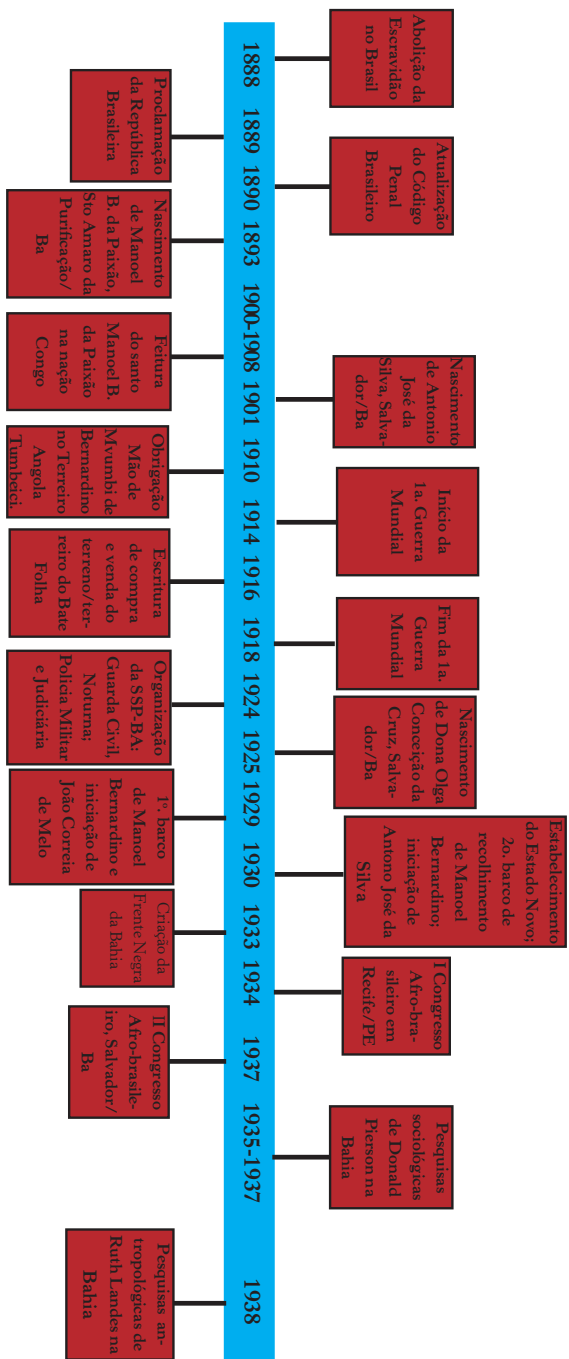 Abolição da
Escravidão
no Brasil
1888
Proclamação
da República
Brasileira
1889
Atualização
do Código
Penal
Brasileiro
1890
Nascimento
de Manoel
B. da Paixão,
Sto Amaro da
Purificação/
Ba
1893
Feitura
do santo
Manoel B.
da Paixão
na nação
Congo
1900-1908
Nascimento
de Antonio
José da
Silva, Salva-
dor/Ba
1901
Obrigação
Mão de
Mvumbi de
Bernardino
no Terreiro
Angola
Tumbeici.
1910
Início da
1a. Guerra
Mundial
1914
Escritura
de compra
e venda do
terreno/ter-
reiro do Bate
Folha
1916
Fim da 1a.
Guerra
Mundial
1918
Organização
da SSP-BA:
Guarda Civil,
Noturna;
Policia Militar
e Judiciária
1924
Nascimento
de Dona Olga
Conceição da
Cruz, Salva-
dor/Ba
1925
1º. barco
de Manoel
Bernardino e
iniciação de
João Correia
de Melo
1929
Estabelecimento
do Estado Novo;
2o. barco de
recolhimento
de Manoel
Bernardino;
iniciação de
Antono José da
Silva
1930
Criação da
Frente Negra
da Bahia
1933
I Congresso
Afro-bra-
sileiro em
Recife/PE
1934
II Congresso
Afro-brasile-
iro, Salvador/
Ba
1937
Pesquisas
sociológicas
de Donald
Pierson na
Bahia
1935-1937
Pesquisas an-
tropológicas de
Ruth Landes na
Bahia
1938